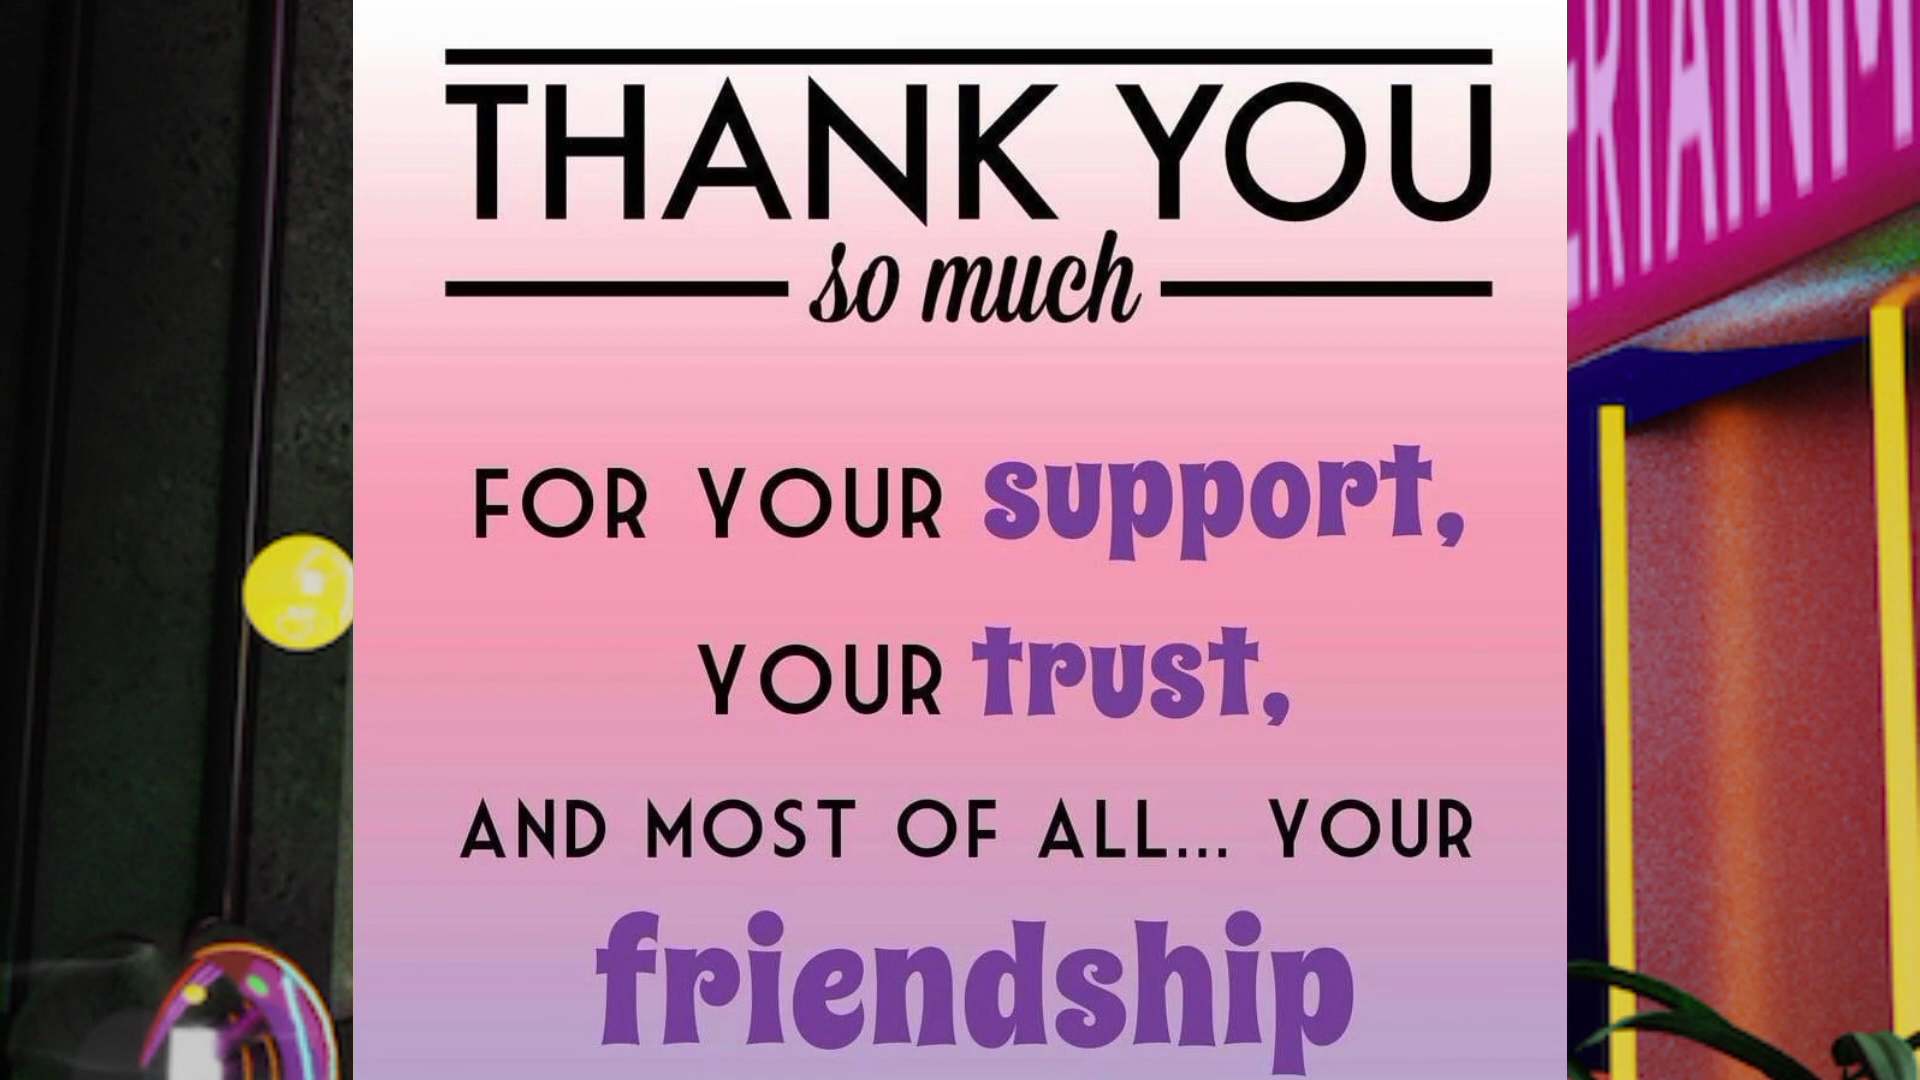 THANK YOU
so much
FOR YOUR support,
YOUR trust,
AND MOST OF ALL... YOUR
friendship